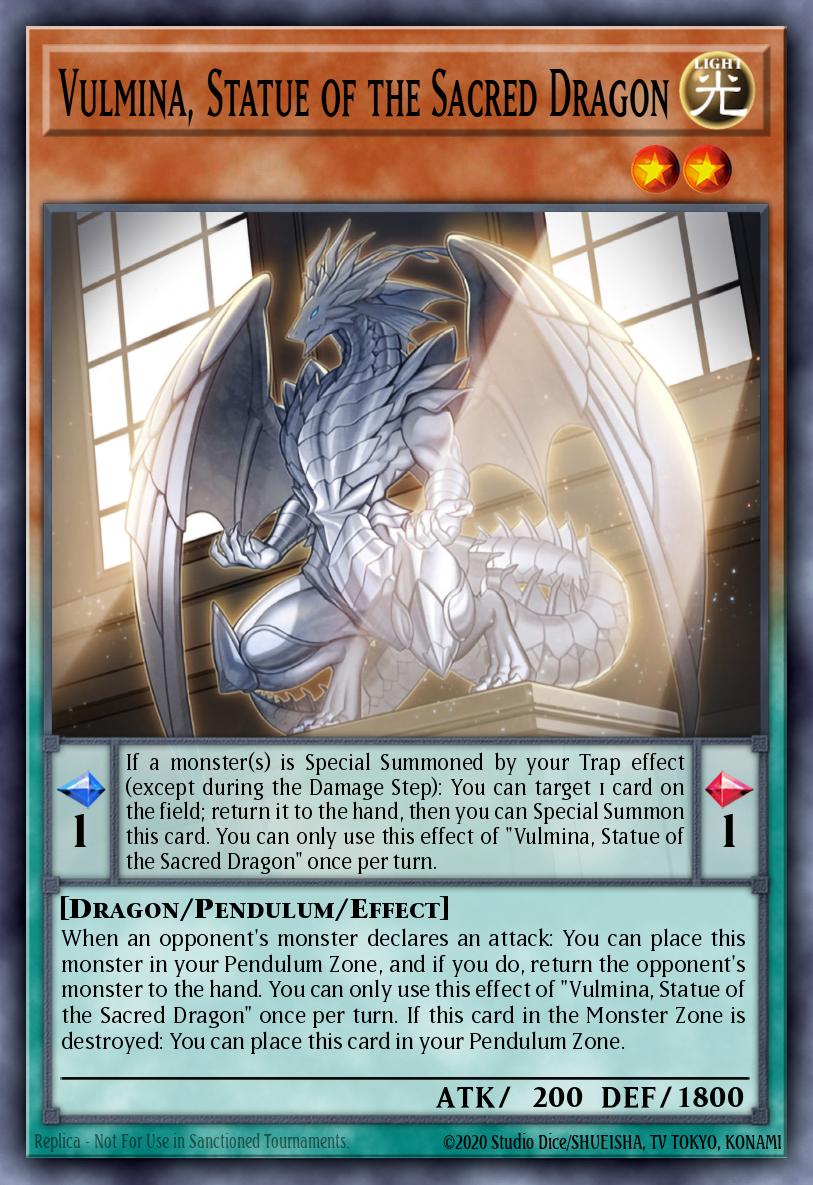 Vulmina, Statue of the Sacred Dragon
LIGHT
光
If a monster(s) is Special Summoned by your Trap effect
(except during the Damage Step): You can target 1 card on
the field; return it to the hand, then you can Special Summon
this card. You can only use this effect of "Vulmina, Statue of
the Sacred Dragon" once per turn.
1
1
[Dragon/Pendulum/Effect]
When an opponent's monster declares an attack: You can place this
monster in your Pendulum Zone, and if you do, return the opponent's
monster to the hand. You can only use this effect of "Vulmina, Statue of
the Sacred Dragon" once per turn. If this card in the Monster Zone is
destroyed: You can place this card in your Pendulum Zone.
ATK/ 200 DEF/1800
Replica - Not For Use in Sanctioned Tournaments.
©2020 Studio Dice/SHUEISHA, TV TOKYO, KONAMI